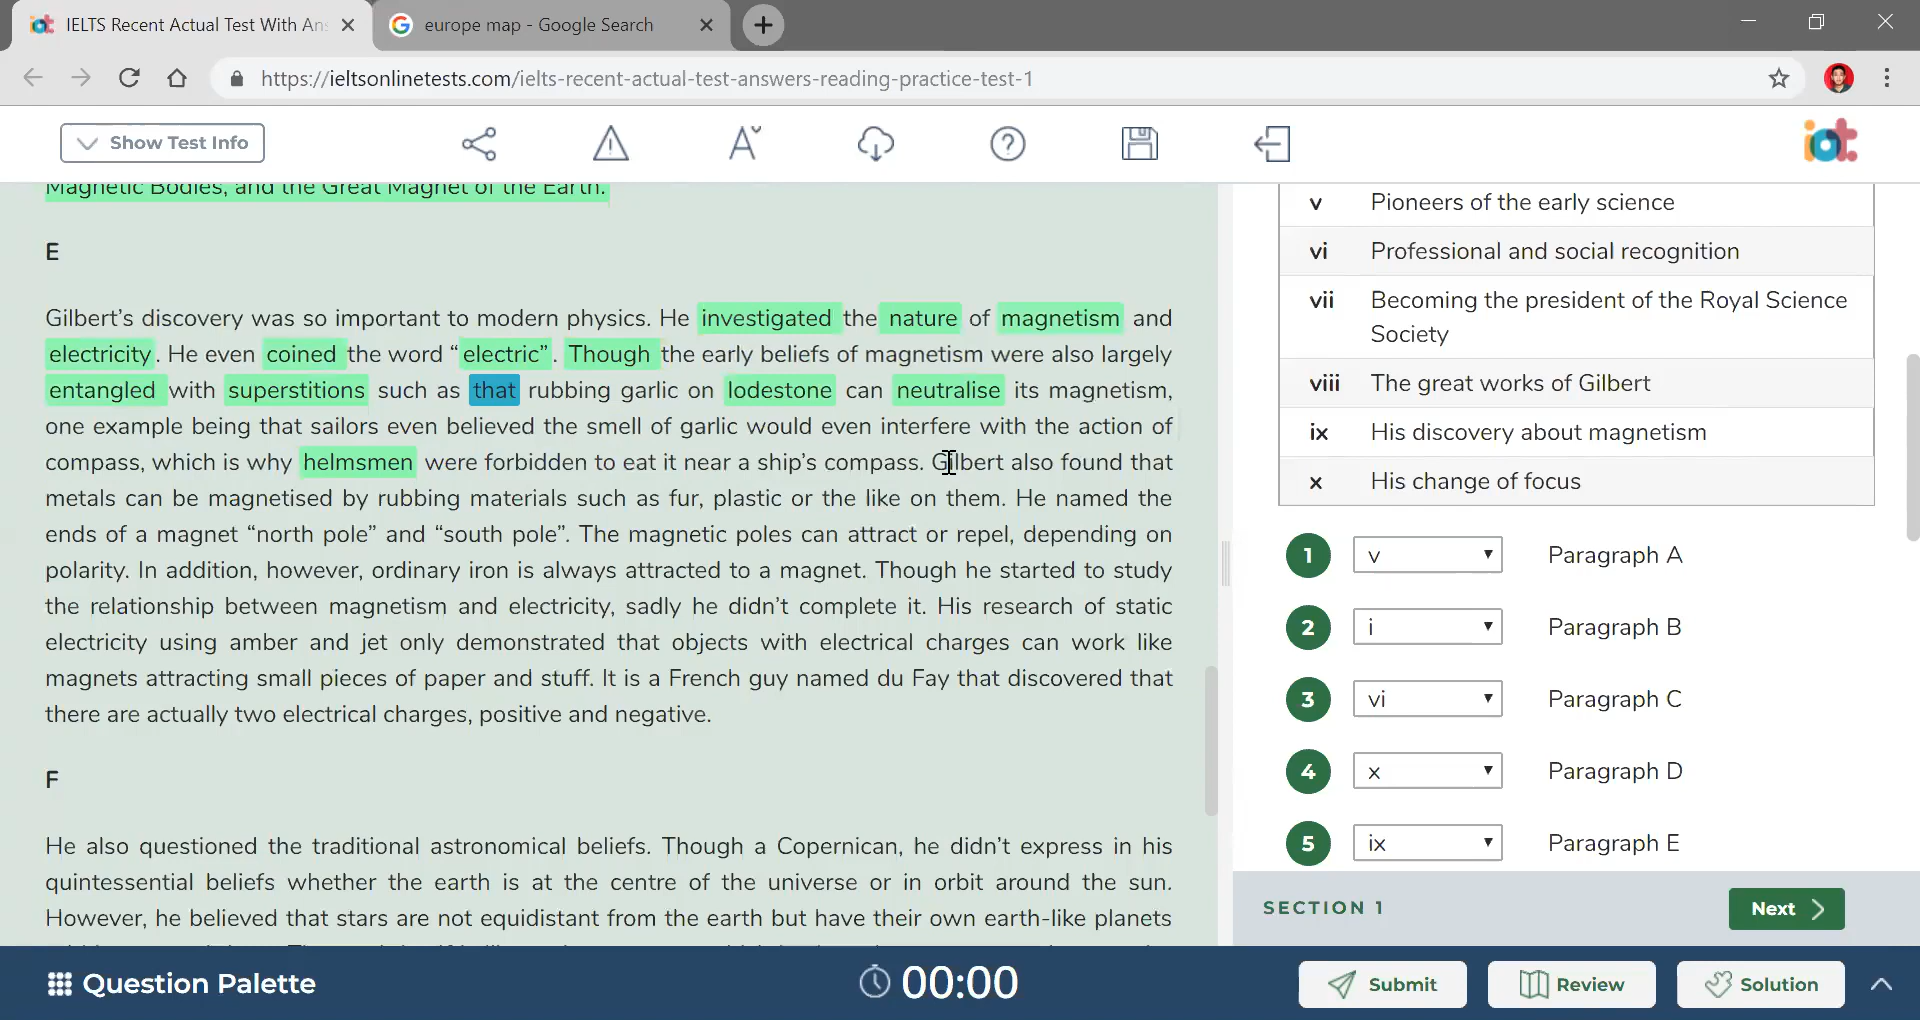 IELTS Recent Actual Test With An
europe map - Google Search
https://ieltsonlinetests.com/ielts-recent-actual-test-answers-reading-practice-test-1
Show Test Info
iot
Magnetic Bodies, and the Great Magnet of the Earth.
E
Gilbert’s discovery was so important to modern physics. He investigated the nature of magnetism and
electricity. He even coined the word “electric”. Though the early beliefs of magnetism were also largely
entangled with superstitions such as that rubbing garlic on lodestone can neutralise its magnetism,
one example being that sailors even believed the smell of garlic would even interfere with the action of
compass, which is why helmsmen were forbidden to eat it near a ship’s compass. Gilbert also found that
metals can be magnetised by rubbing materials such as fur, plastic or the like on them. He named the
ends of a magnet “north pole” and “south pole”. The magnetic poles can attract or repel, depending on
polarity. In addition, however, ordinary iron is always attracted to a magnet. Though he started to study
the relationship between magnetism and electricity, sadly he didn’t complete it. His research of static
electricity using amber and jet only demonstrated that objects with electrical charges can work like
magnets attracting small pieces of paper and stuff. It is a French guy named du Fay that discovered that
there are actually two electrical charges, positive and negative.
F
He also questioned the traditional astronomical beliefs. Though a Copernican, he didn’t express in his
quintessential beliefs whether the earth is at the centre of the universe or in orbit around the sun.
However, he believed that stars are not equidistant from the earth but have their own earth-like planets
v Pioneers of the early science
vi Professional and social recognition
vii Becoming the president of the Royal Science
Society
viii The great works of Gilbert
ix His discovery about magnetism
x His change of focus
1 v Paragraph A
2 i Paragraph B
3 vi Paragraph C
4 x Paragraph D
5 ix Paragraph E
SECTION 1
Next
Question Palette
00:00
Submit
Review
Solution